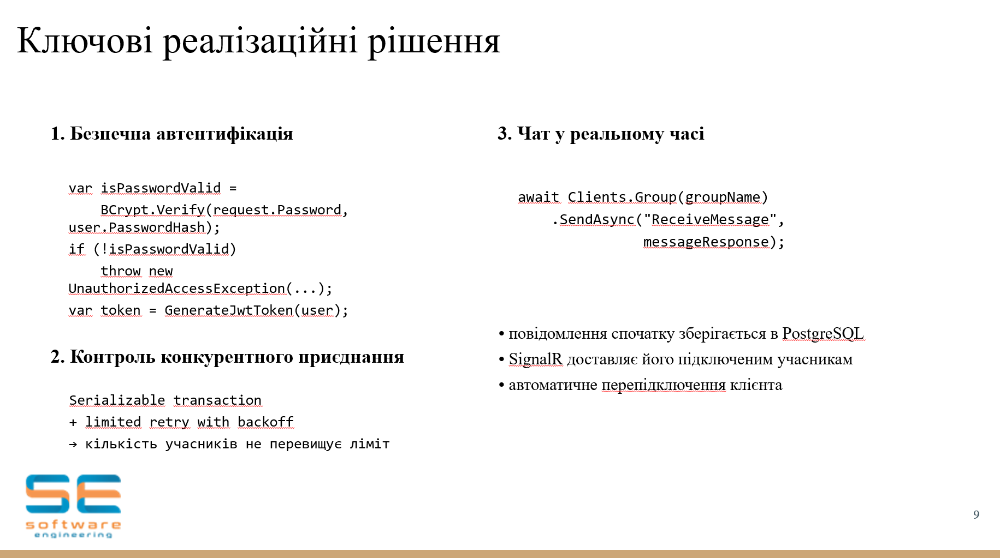 Ключові реалізаційні рішення
1. Безпечна автентифікація
var isPasswordValid =
BCrypt.Verify(request.Password,
user.PasswordHash);
if (!isPasswordValid)
throw new
UnauthorizedAccessException(...);
var token = GenerateJwtToken(user);
2. Контроль конкурентного приєднання
Serializable transaction
+ limited retry with backoff
→ кількість учасників не перевищує ліміт
3. Чат у реальному часі
await Clients.Group(groupName)
.SendAsync("ReceiveMessage",
messageResponse);
• повідомлення спочатку зберігається в PostgreSQL
• SignalR доставляє його підключеним учасникам
• автоматичне перепідключення клієнта
SE
software
engineering
9